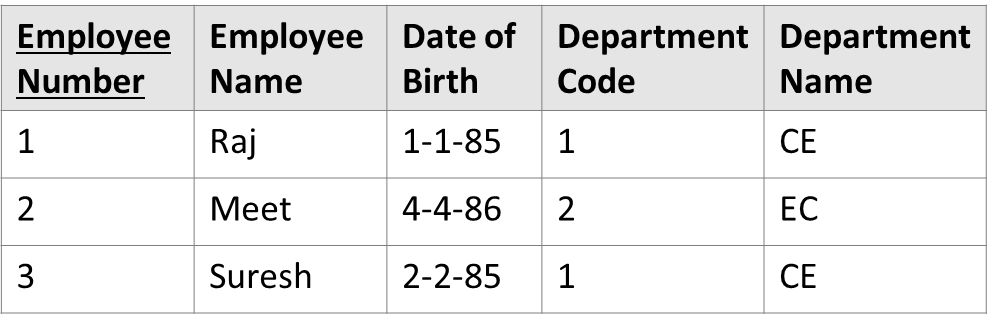 Employee Number | Employee Name | Date of Birth | Department Code | Department Name
1 | Raj | 1-1-85 | 1 | CE
2 | Meet | 4-4-86 | 2 | EC
3 | Suresh | 2-2-85 | 1 | CE